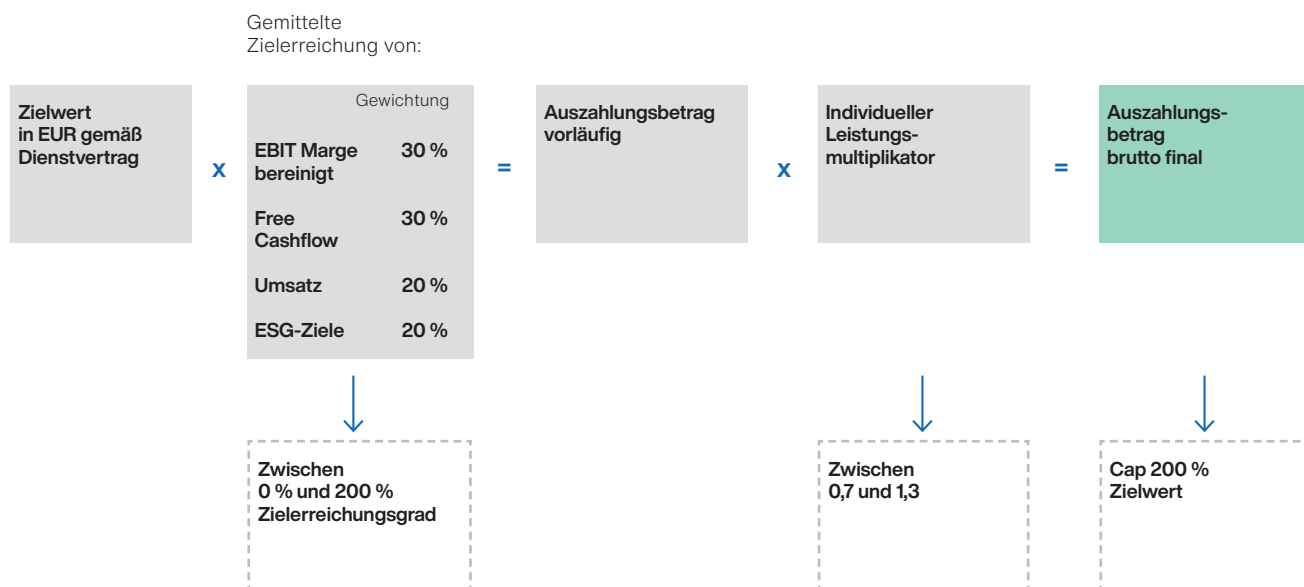 Gemittelte
Zielerreichung von:
Zielwert
in EUR gemäß
Dienstvertrag
x
Gewichtung
EBIT Marge 30 %
bereinigt
Free 30 %
Cashflow
Umsatz 20 %
ESG-Ziele 20 %
=
Auszahlungsbetrag
vorläufig
x
Individueller
Leistungs-
multiplikator
=
Auszahlungs-
betrag
brutto final
Zwischen
0 % und 200 %
Zielerreichungsgrad
Zwischen
0,7 und 1,3
Cap 200 %
Zielwert